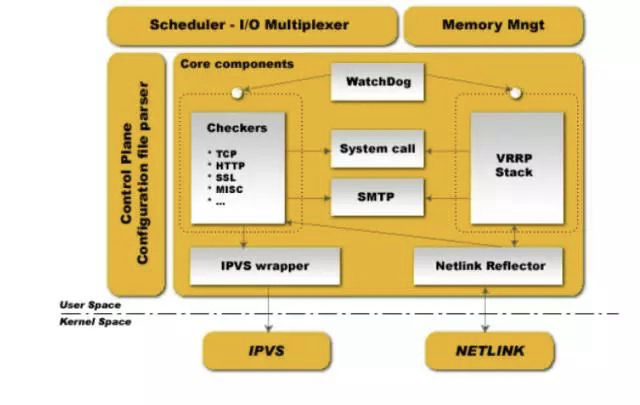 Scheduler - I/O Multiplexer
Memory Mngt
Control Plane
Configuration file parser
Core components
WatchDog
Checkers
* TCP
* HTTP
* SSL
* MISC
* ...
System call
SMTP
VRRP
Stack
IPVS wrapper
Netlink Reflector
User Space
Kernel Space
IPVS
NETLINK